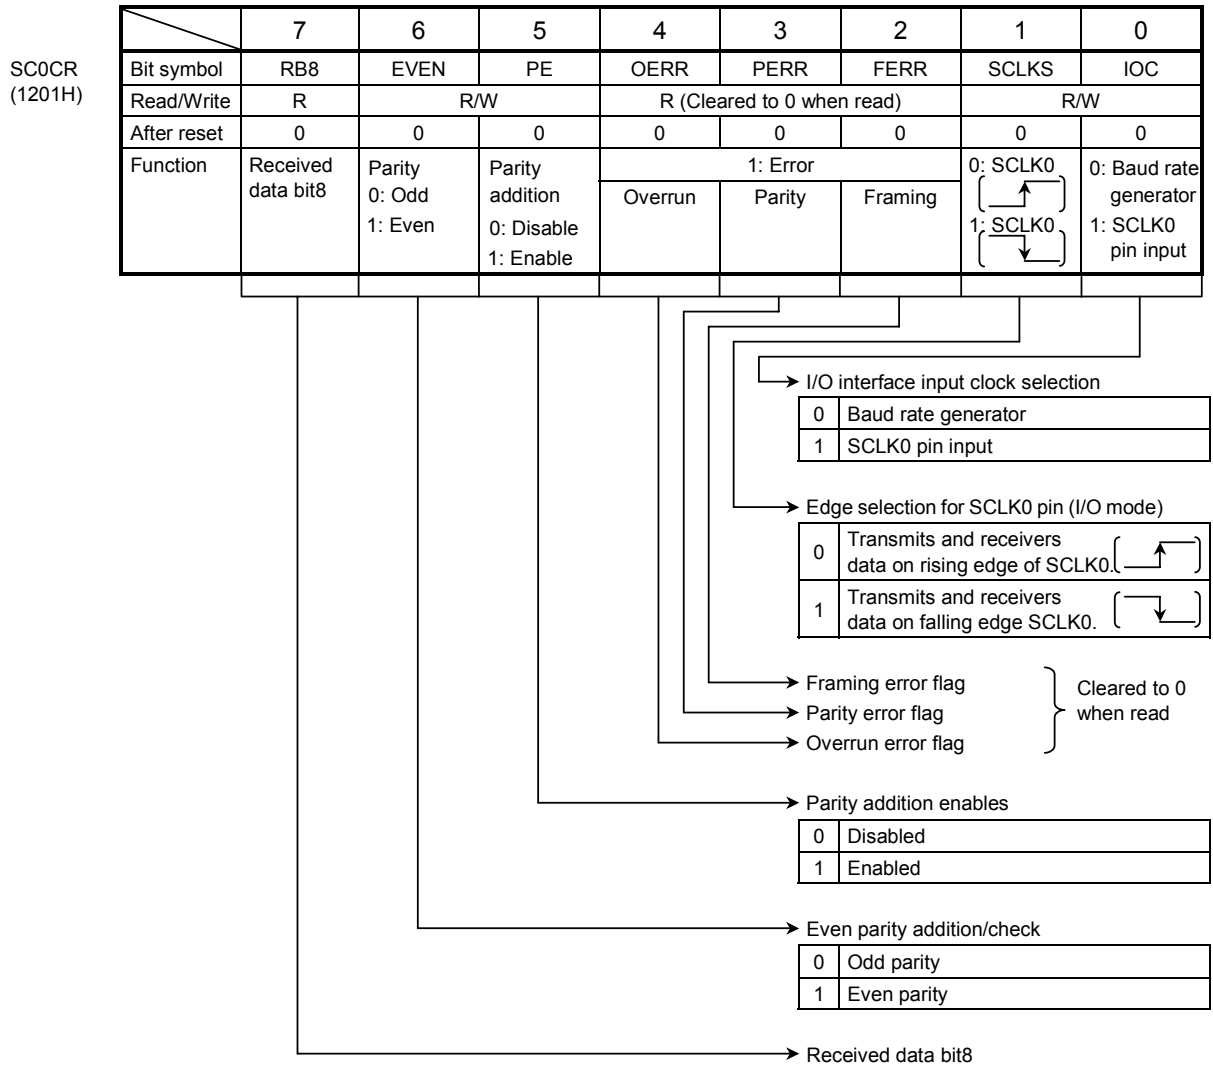 7 6 5 4 3 2 1 0
SC0CR
(1201H)
Bit symbol RB8 EVEN PE OERR PERR FERR SCLKS IOC
Read/Write R R/W R (Cleared to 0 when read) R/W
After reset 0 0 0 0 0 0 0 0
Function
Received
data bit8
Parity
0: Odd
1: Even
Parity
addition
0: Disable
1: Enable
1: Error
Overrun Parity Framing
0: SCLK0
1: SCLK0
0: Baud rate
generator
1: SCLK0
pin input
I/O interface input clock selection
0 Baud rate generator
1 SCLK0 pin input
Edge selection for SCLK0 pin (I/O mode)
0 Transmits and receivers
data on rising edge of SCLK0.
1 Transmits and receivers
data on falling edge SCLK0.
Framing error flag
Parity error flag
Overrun error flag
Cleared to 0
when read
Parity addition enables
0 Disabled
1 Enabled
Even parity addition/check
0 Odd parity
1 Even parity
Received data bit8